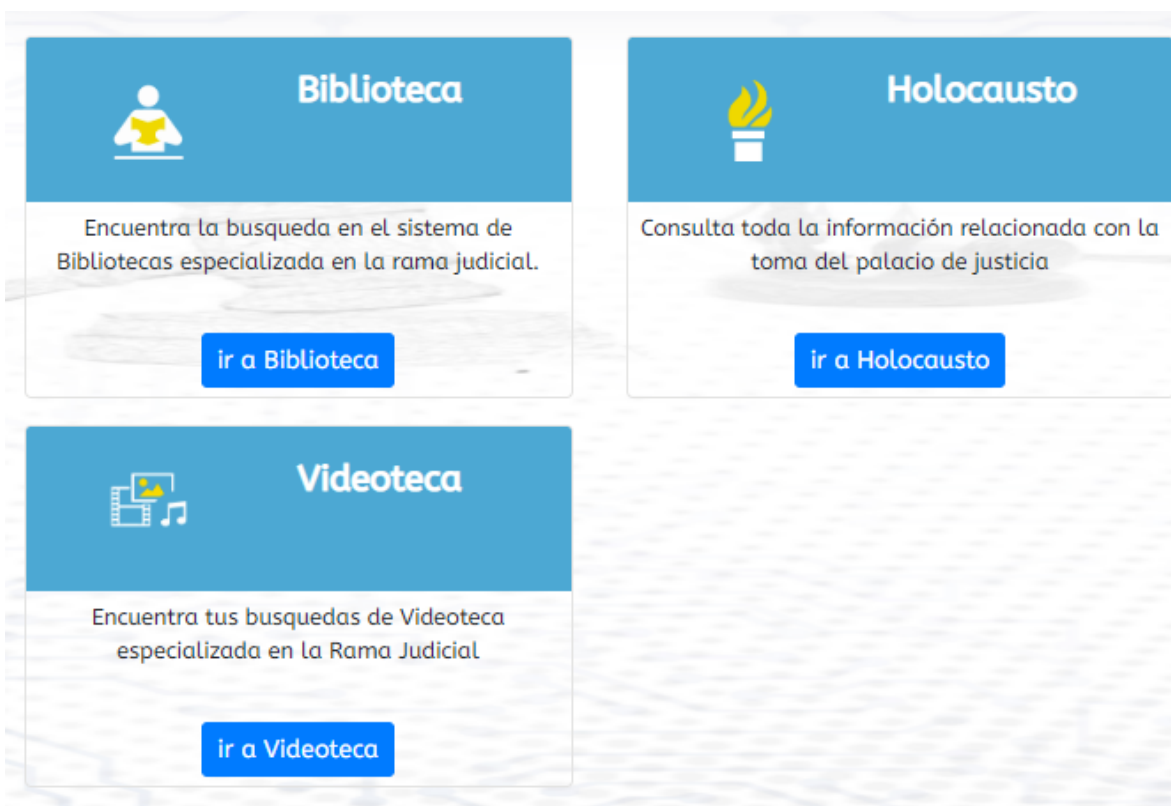 Biblioteca
Encuentra la busqueda en el sistema de
Bibliotecas especializada en la rama judicial.
ir a Biblioteca
Holocausto
Consulta toda la información relacionada con la
toma del palacio de justicia
ir a Holocausto
Videoteca
Encuentra tus busquedas de Videoteca
especializada en la Rama Judicial
ir a Videoteca